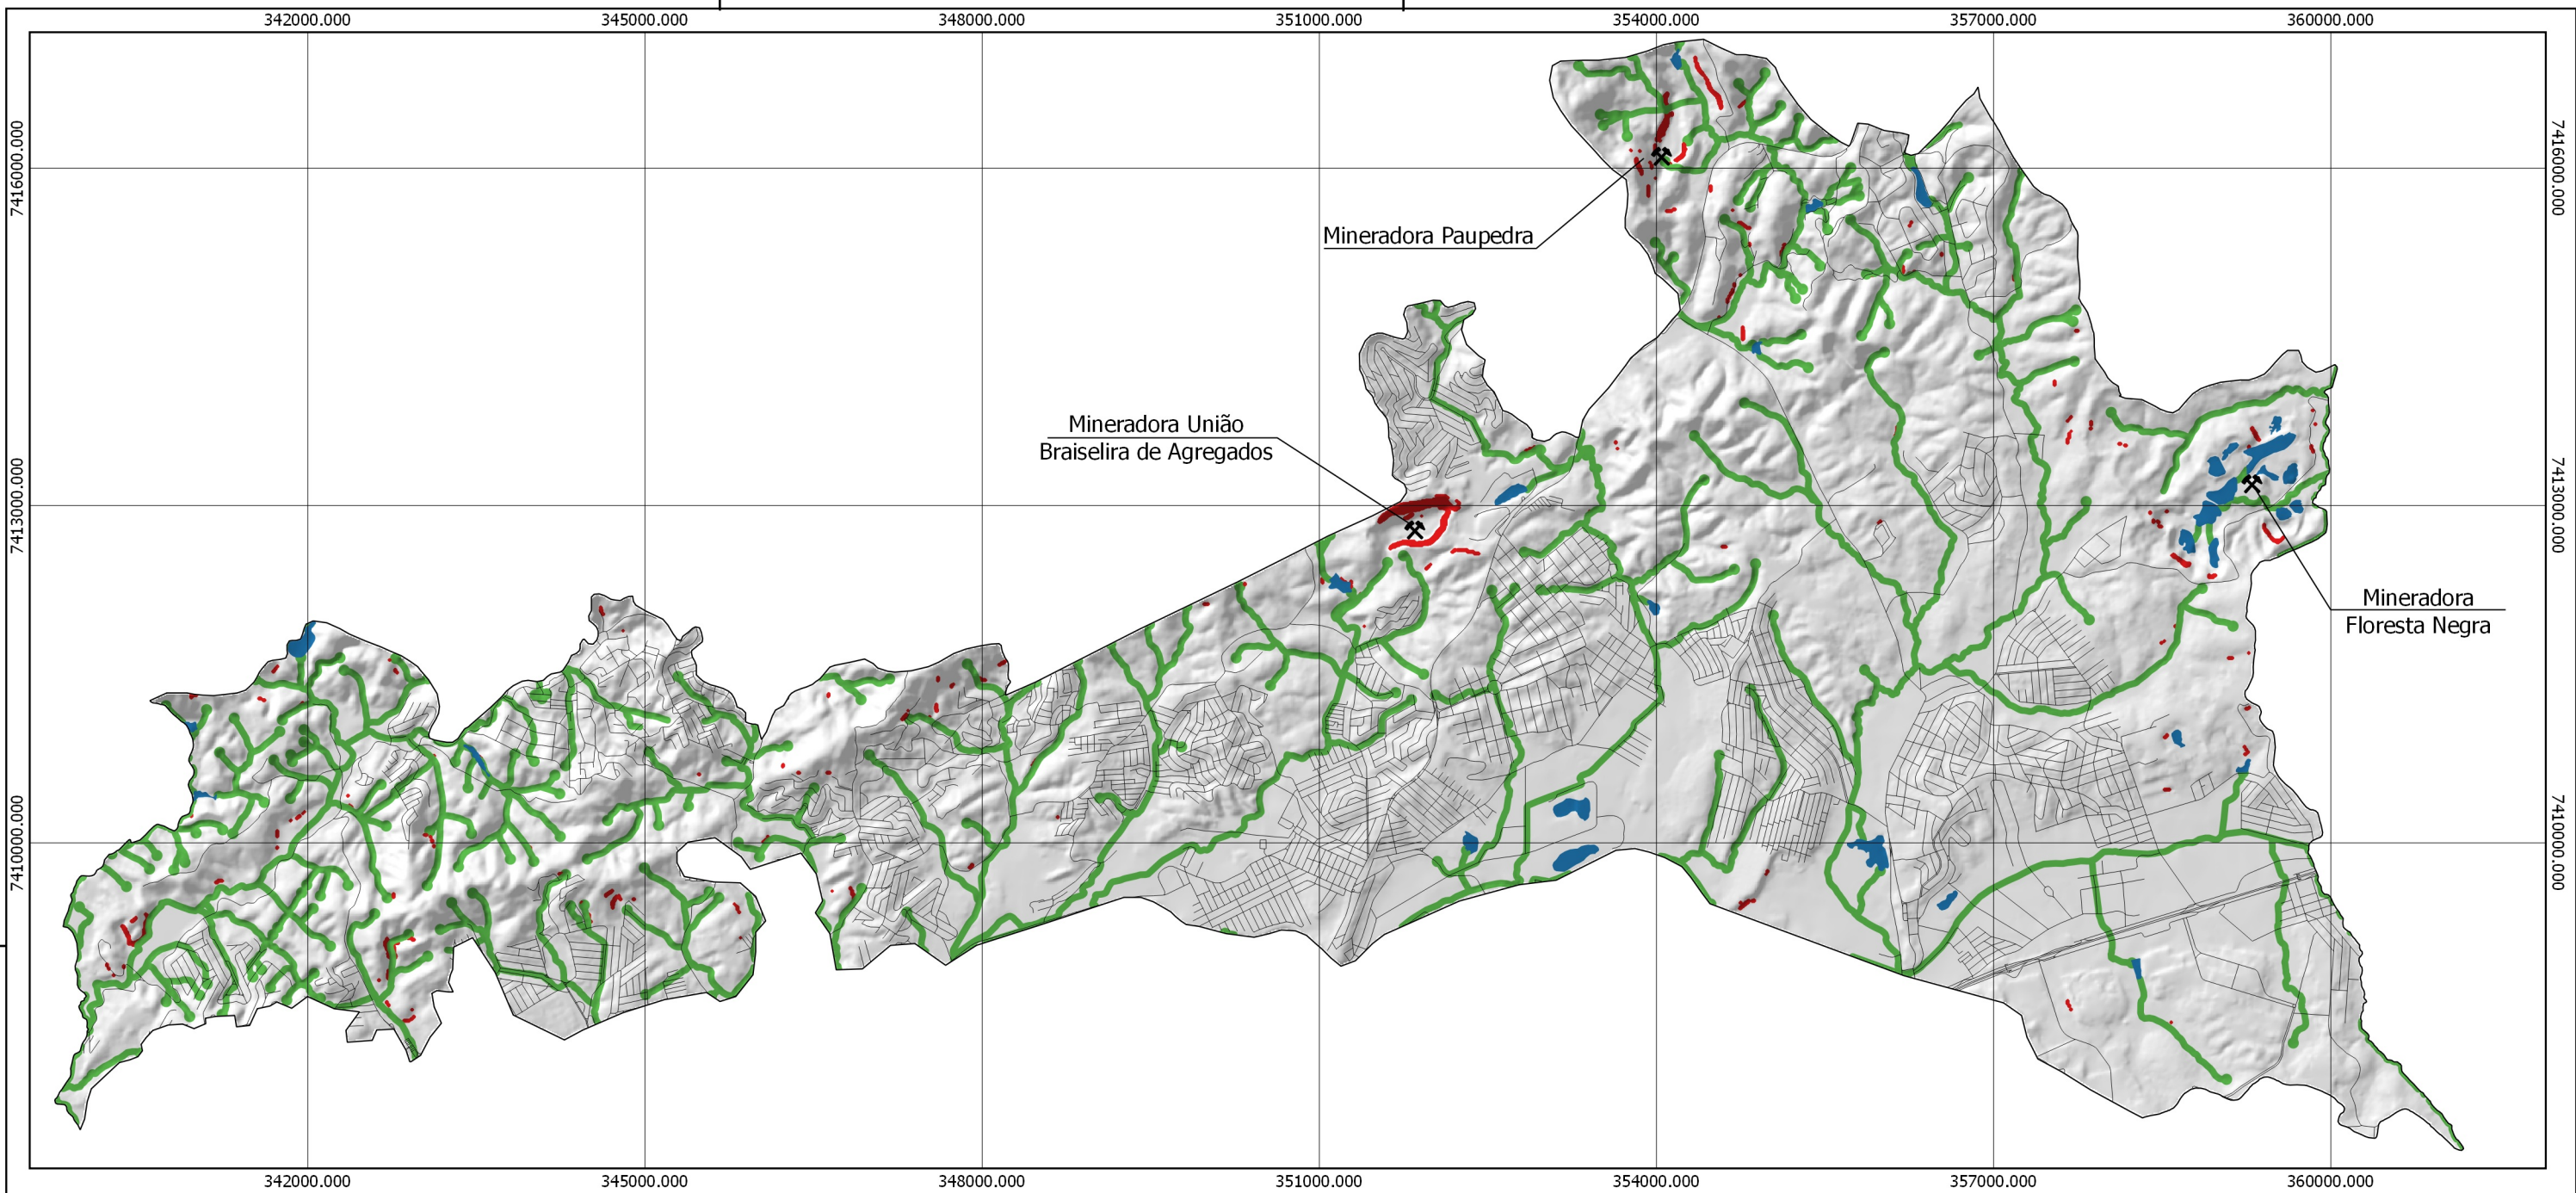 342000.000 345000.000 348000.000 351000.000 354000.000 357000.000 360000.000
7416000.000 7416000.000
Mineradora Paupedra
Mineradora União
Braiselira de Agregados
7413000.000 7413000.000
Mineradora
Floresta Negra
7410000.000 7410000.000
342000.000 345000.000 348000.000 351000.000 354000.000 357000.000 360000.000